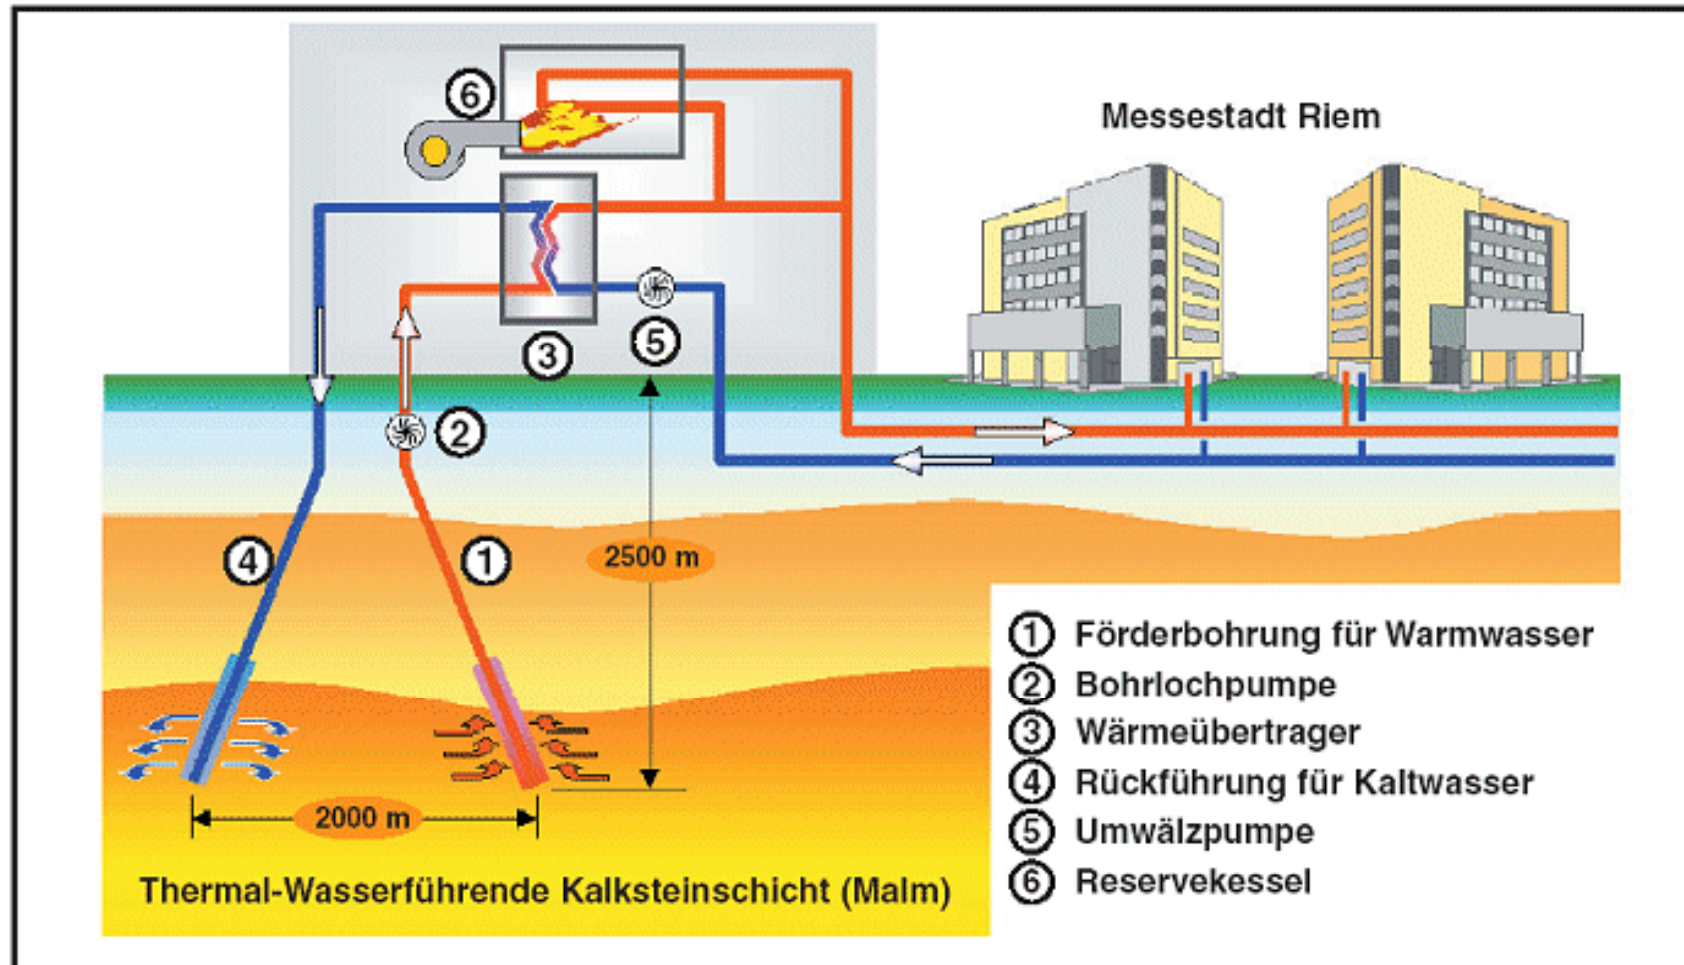 6
Messestadt Riem
3
5
2
4
1
2500 m
2000 m
Thermal-Wasserführende Kalksteinschicht (Malm)
1 Förderbohrung für Warmwasser
2 Bohrlochpumpe
3 Wärmeübertrager
4 Rückführung für Kaltwasser
5 Umwälzpumpe
6 Reservekessel